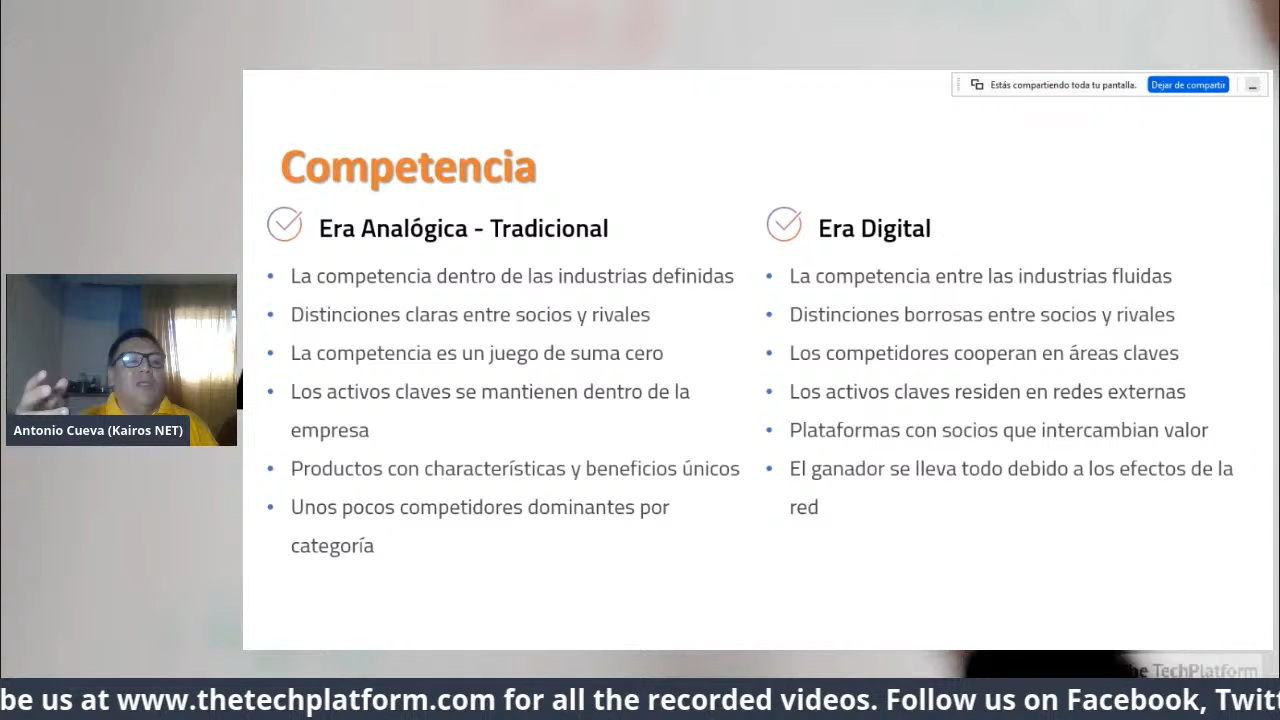 Estás compartiendo toda tu pantalla.
Dejar de compartir
Competencia
Era Analógica - Tradicional
La competencia dentro de las industrias definidas
Distinciones claras entre socios y rivales
La competencia es un juego de suma cero
Los activos claves se mantienen dentro de la
empresa
Productos con características y beneficios únicos
Unos pocos competidores dominantes por
categoría
Era Digital
La competencia entre las industrias fluidas
Distinciones borrosas entre socios y rivales
Los competidores cooperan en áreas claves
Los activos claves residen en redes externas
Plataformas con socios que intercambian valor
El ganador se lleva todo debido a los efectos de la
red
Antonio Cueva (Kairos NET)
The TechPlatform
be us at www.thetechplatform.com for all the recorded videos. Follow us on Facebook, Twit